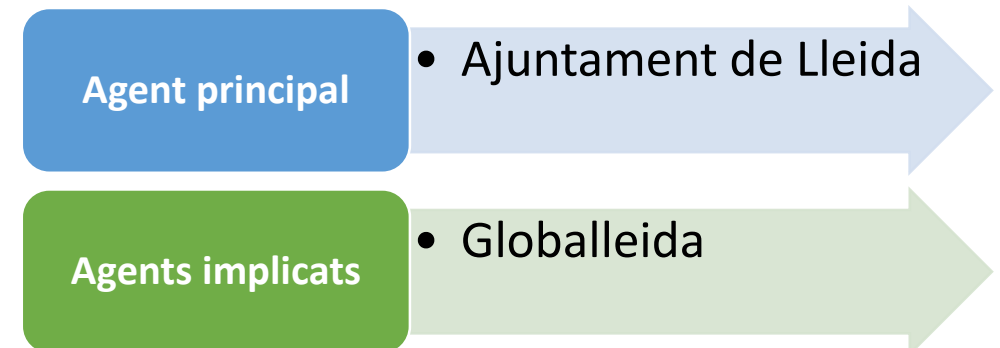 Agent principal
• Ajuntament de Lleida
Agents implicats
• Globalleida